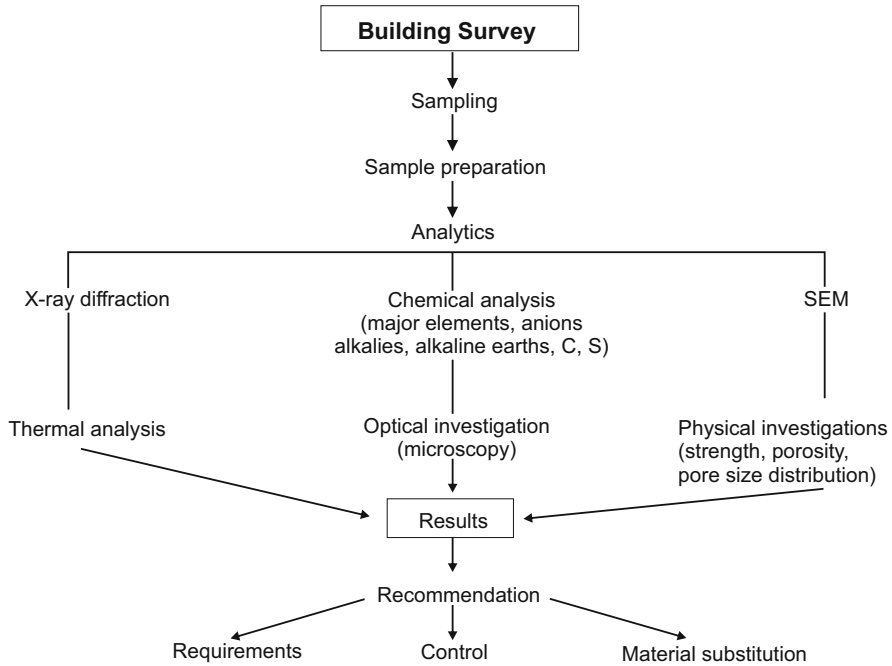 Building Survey
Sampling
Sample preparation
Analytics
X-ray diffraction
Chemical analysis
(major elements, anions
alkalies, alkaline earths, C, S)
SEM
Thermal analysis
Optical investigation
(microscopy)
Physical investigations
(strength, porosity,
pore size distribution)
Results
Recommendation
Requirements
Control
Material substitution